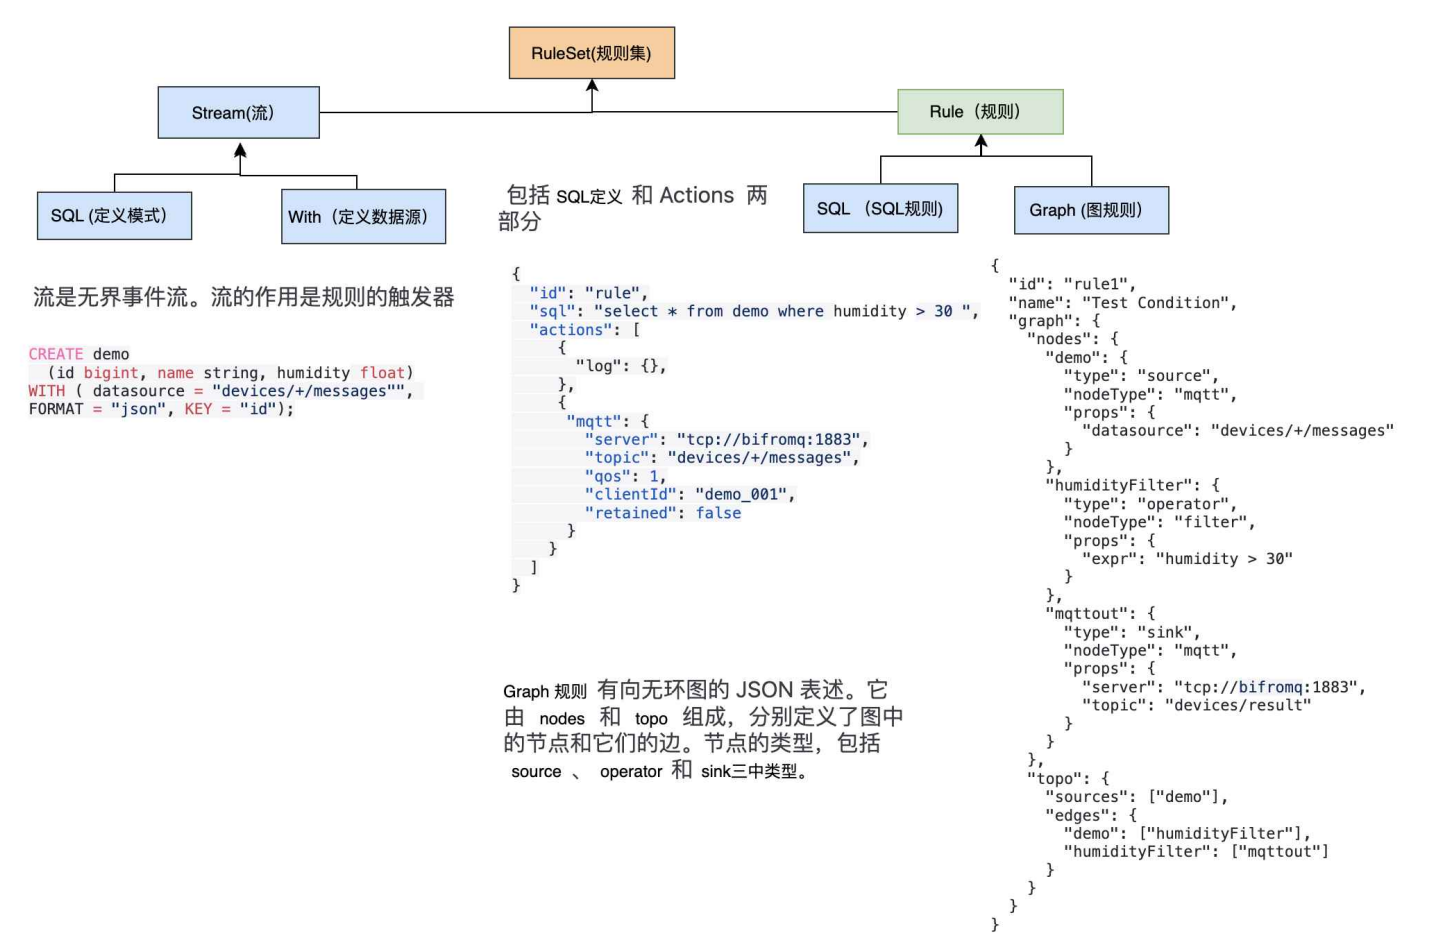 RuleSet(规则集)
Stream(流)
Rule（规则）
SQL (定义模式)
With（定义数据源）
SQL （SQL规则)
Graph (图规则）
流是无界事件流。流的作用是规则的触发器
CREATE demo
(id bigint, name string, humidity float)
WITH ( datasource = "devices/+/messages"",
FORMAT = "json", KEY = "id");
包括 SQL定义 和 Actions 两
部分
{
"id": "rule",
"sql": "select * from demo where humidity > 30 ",
"actions": [
{
"log": {},
},
{
"mqtt": {
"server": "tcp://bifromq:1883",
"topic": "devices/+/messages",
"qos": 1,
"clientId": "demo_001",
"retained": false
}
}
]
}
Graph 规则 有向无环图的 JSON 表述。它
由 nodes 和 topo 组成，分别定义了图中
的节点和它们的边。节点的类型，包括
source 、 operator 和 sink三中类型。
{
"id": "rule1",
"name": "Test Condition",
"graph": {
"nodes": {
"demo": {
"type": "source",
"nodeType": "mqtt",
"props": {
"datasource": "devices/+/messages"
}
},
"humidityFilter": {
"type": "operator",
"nodeType": "filter",
"props": {
"expr": "humidity > 30"
}
},
"mqttout": {
"type": "sink",
"nodeType": "mqtt",
"props": {
"server": "tcp://bifromq:1883",
"topic": "devices/result"
}
}
},
"topo": {
"sources": ["demo"],
"edges": {
"demo": ["humidityFilter"],
"humidityFilter": ["mqttout"]
}
}
}
}